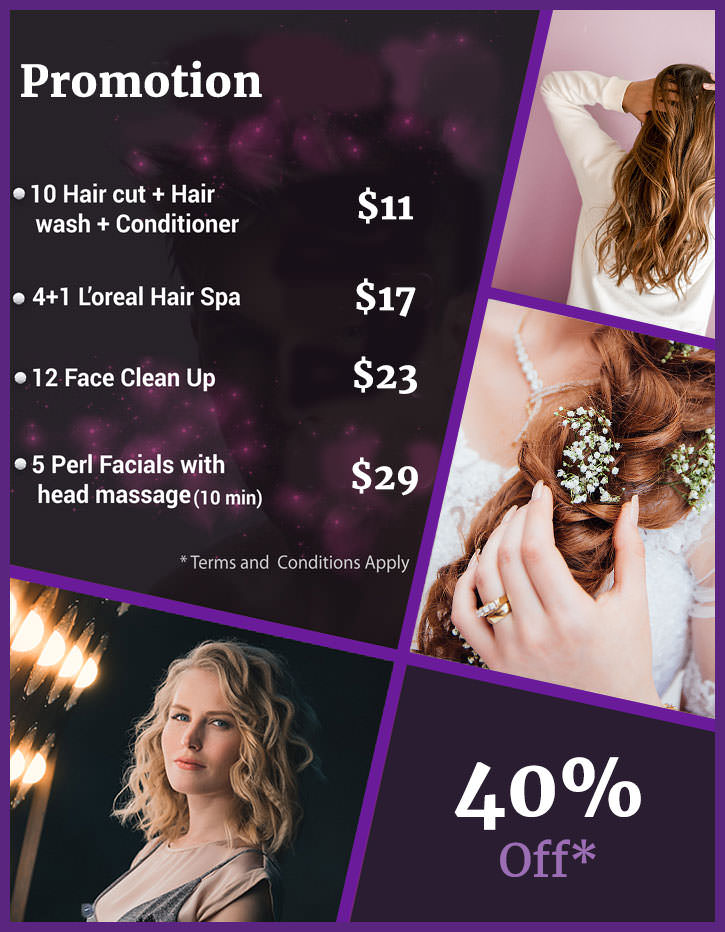 Promotion
10 Hair cut + Hair
wash + Conditioner
$11
4+1 L'oreal Hair Spa
$17
12 Face Clean Up
$23
5 Perl Facials with
head massage (10 min)
$29
* Terms and Conditions Apply
40%
Off*